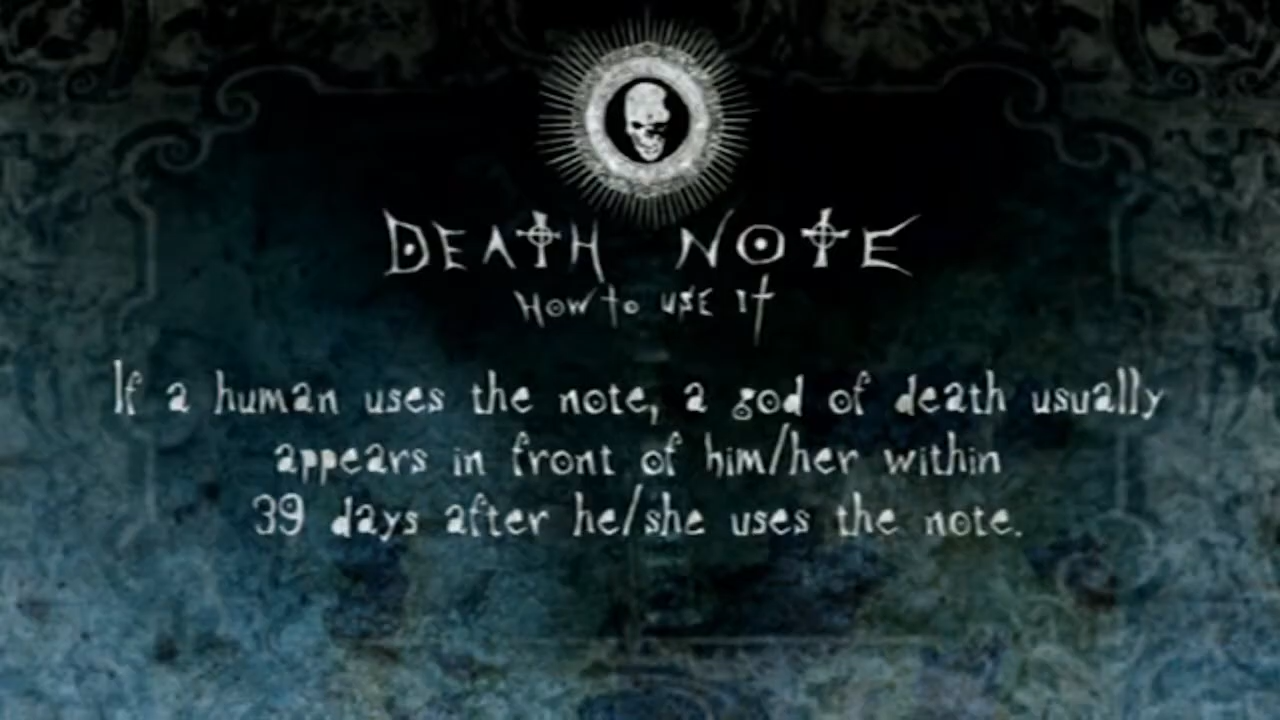 DEATH NOTE
How to use it
If a human uses the note, a god of death usually
appears in front of him/her within
39 days after he/she uses the note.